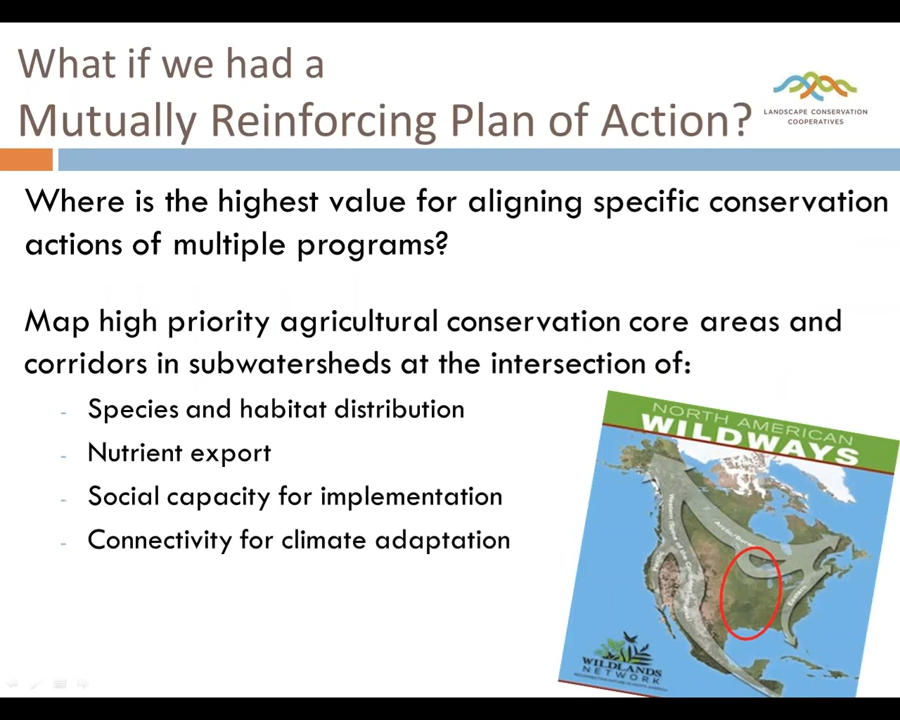 What if we had a
Mutually Reinforcing Plan of Action?
LANDSCAPE CONSERVATION
COOPERATIVES
Where is the highest value for aligning specific conservation
actions of multiple programs?
Map high priority agricultural conservation core areas and
corridors in subwatersheds at the intersection of:
- Species and habitat distribution
- Nutrient export
- Social capacity for implementation
- Connectivity for climate adaptation
NORTH AMERICAN
WILDWAYS
WILDLANDS
NETWORK